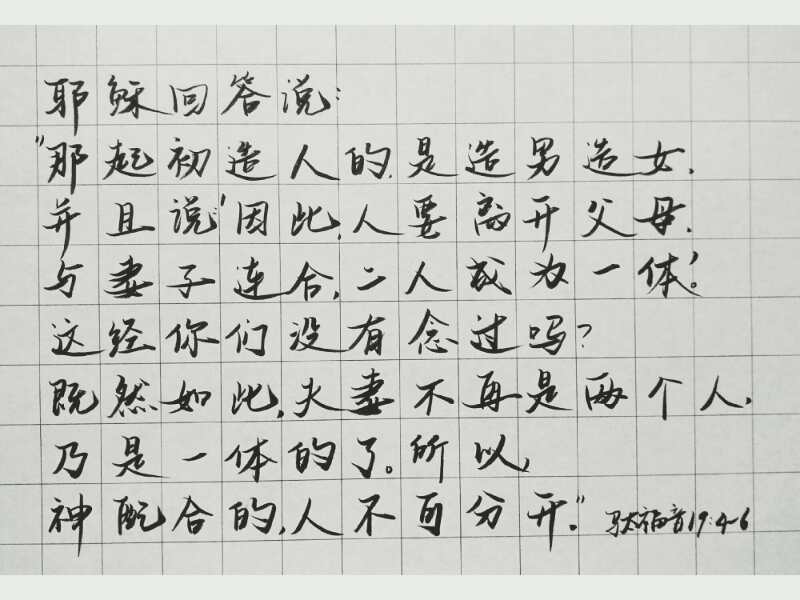 耶稣回答说：
“那起初造人的，是造男造女，
并且说：‘因此，人要离开父母，
与妻子连合，二人成为一体。’
这经你们没有念过吗？
既然如此，夫妻不再是两个人，
乃是一体的了。所以，
神配合的，人不可分开。” 马太福音19:4-6